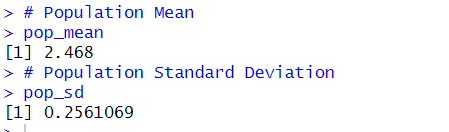 > # Population Mean
> pop_mean
[1] 2.468
> # Population Standard Deviation
> pop_sd
[1] 0.2561069
>